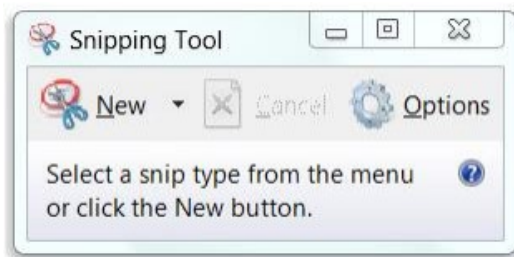 Snipping Tool
New Cancel Options
Select a snip type from the menu
or click the New button.